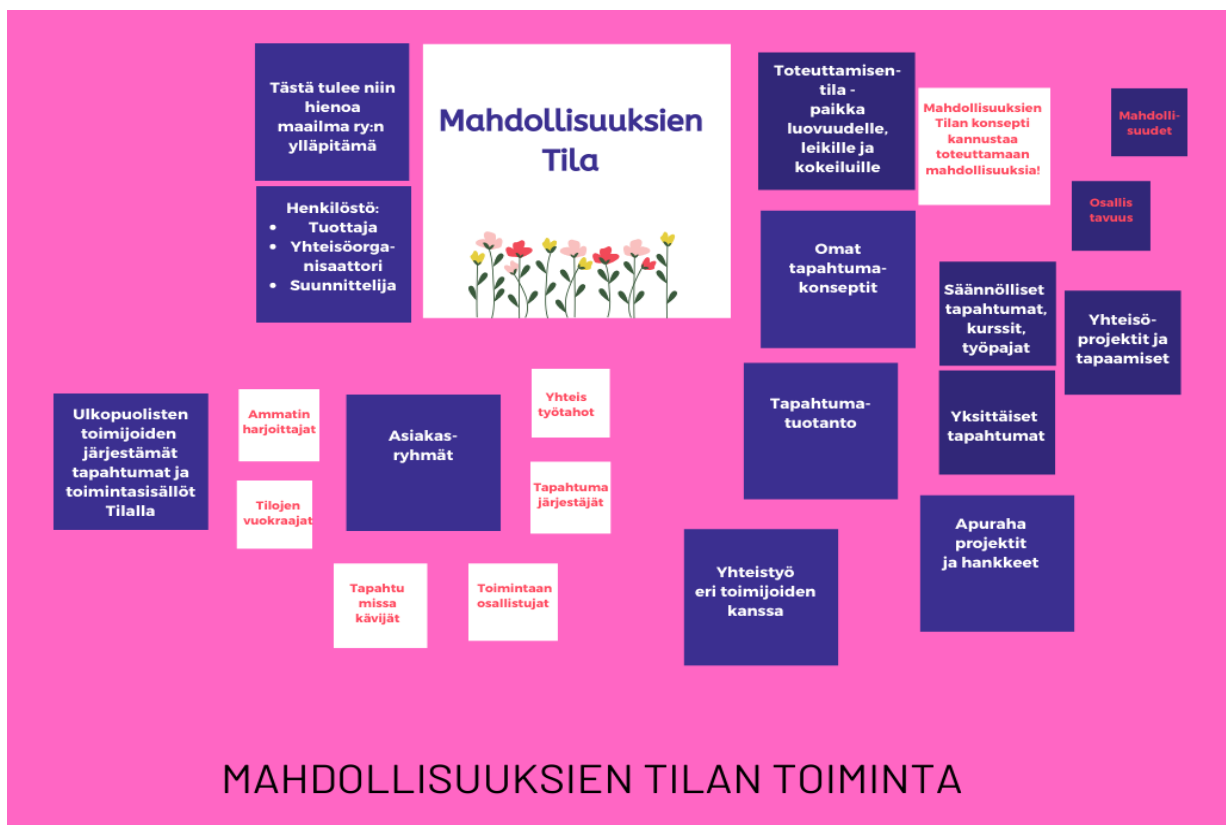 Tästä tulee niin
hienoa
maailma ry:n
ylläpitämä
Henkilöstö:
• Tuottaja
• Yhteisöorga-
nisaattori
• Suunnittelija
Mahdollisuuksien
Tila
Toteuttamisen-
tila -
paikka
luovuudelle,
leikille ja
kokeiluille
Mahdollisuuksien
Tilan konsepti
kannustaa
toteuttamaan
mahdollisuuksia!
Mahdolli-
suudet
Osallis
tavuus
Omat
tapahtuma-
konseptit
Säännölliset
tapahtumat,
kurssit,
työpajat
Yhteisö-
projektit ja
tapaamiset
Ulkopuolisten
toimijoiden
järjestämät
tapahtumat ja
toimintasisällöt
Tilalla
Ammatin
harjoittajat
Tilojen
vuokraajat
Asiakas-
ryhmät
Yhteis
työtahot
Tapahtuma
järjestäjät
Tapahtu
missa
kävijät
Toimintaan
osallistujat
Tapahtuma-
tuotanto
Yksittäiset
tapahtumat
Yhteistyö
eri toimijoiden
kanssa
Apuraha
projektit
ja hankkeet
MAHDOLLISUUKSIEN TILAN TOIMINTA